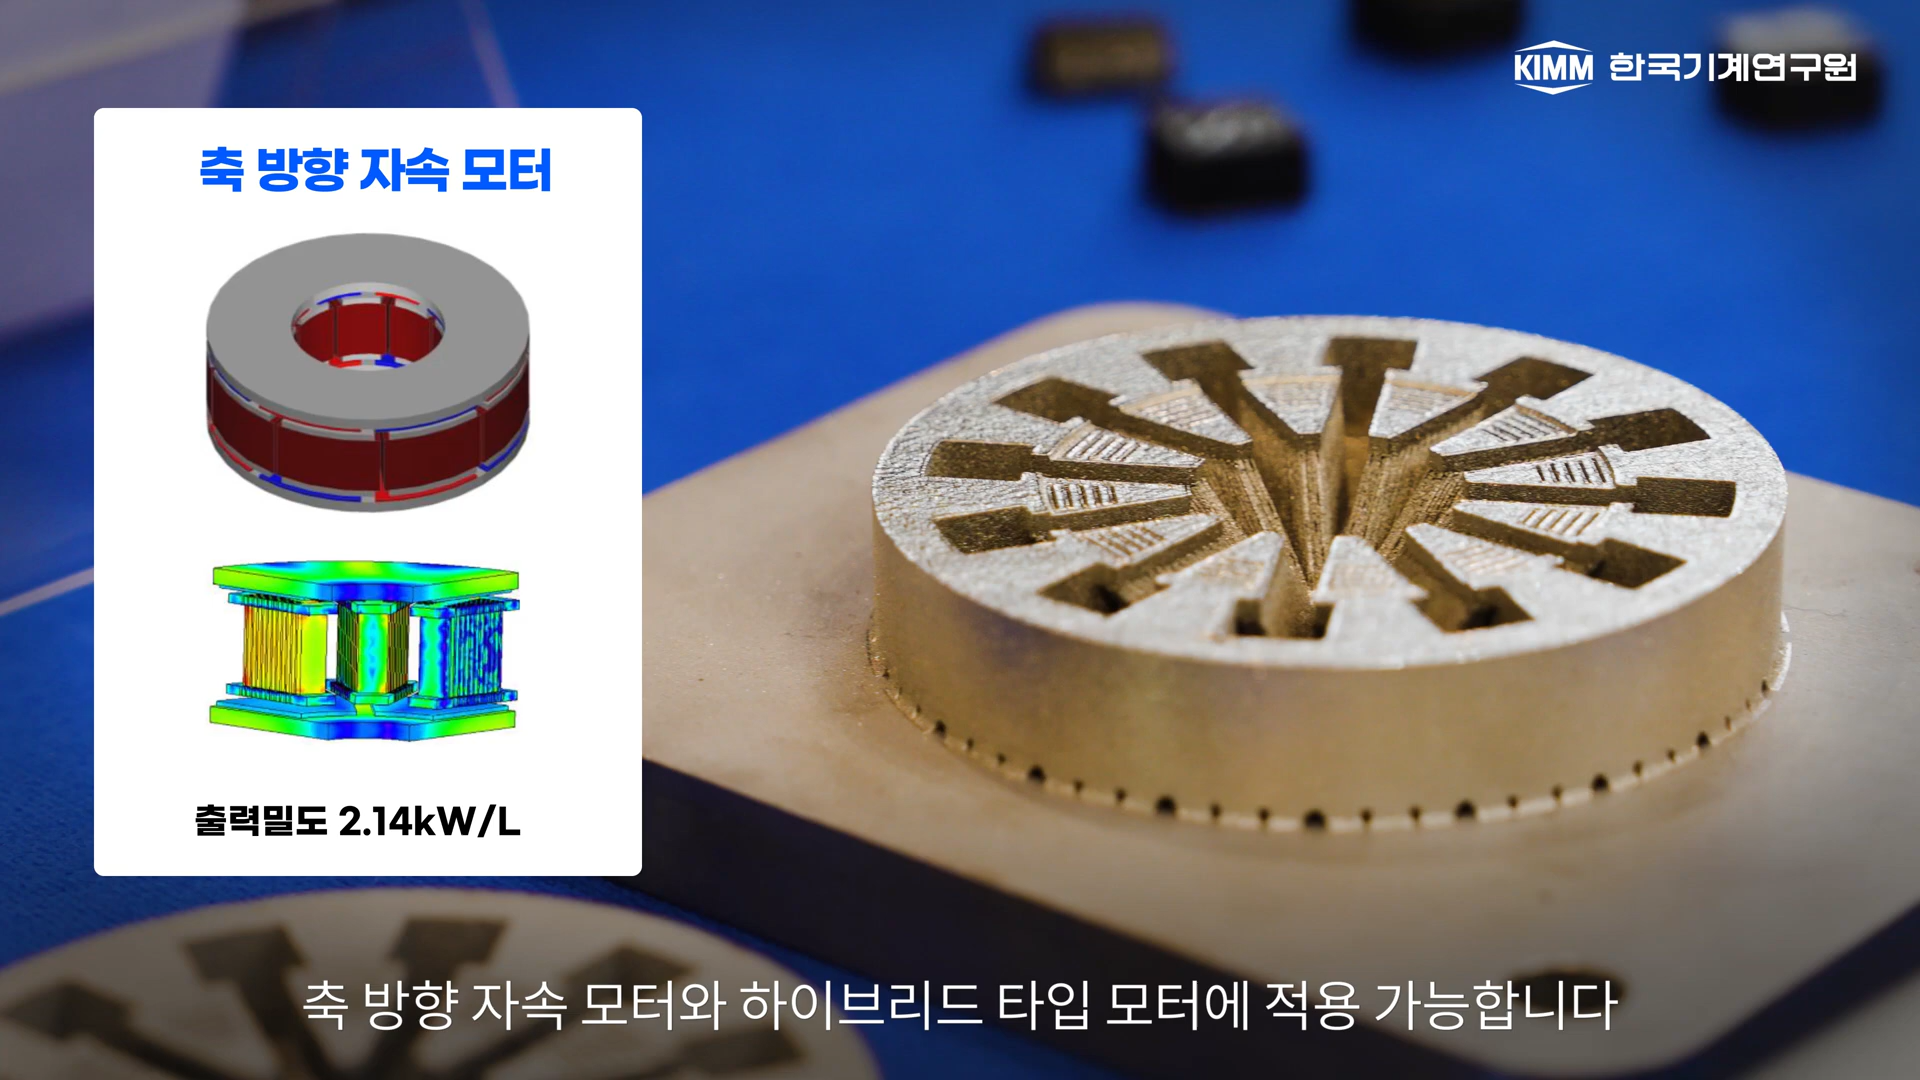 KIMM 한국기계연구원
축 방향 자속 모터
출력밀도 2.14kW/L
축 방향 자속 모터와 하이브리드 타입 모터에 적용 가능합니다